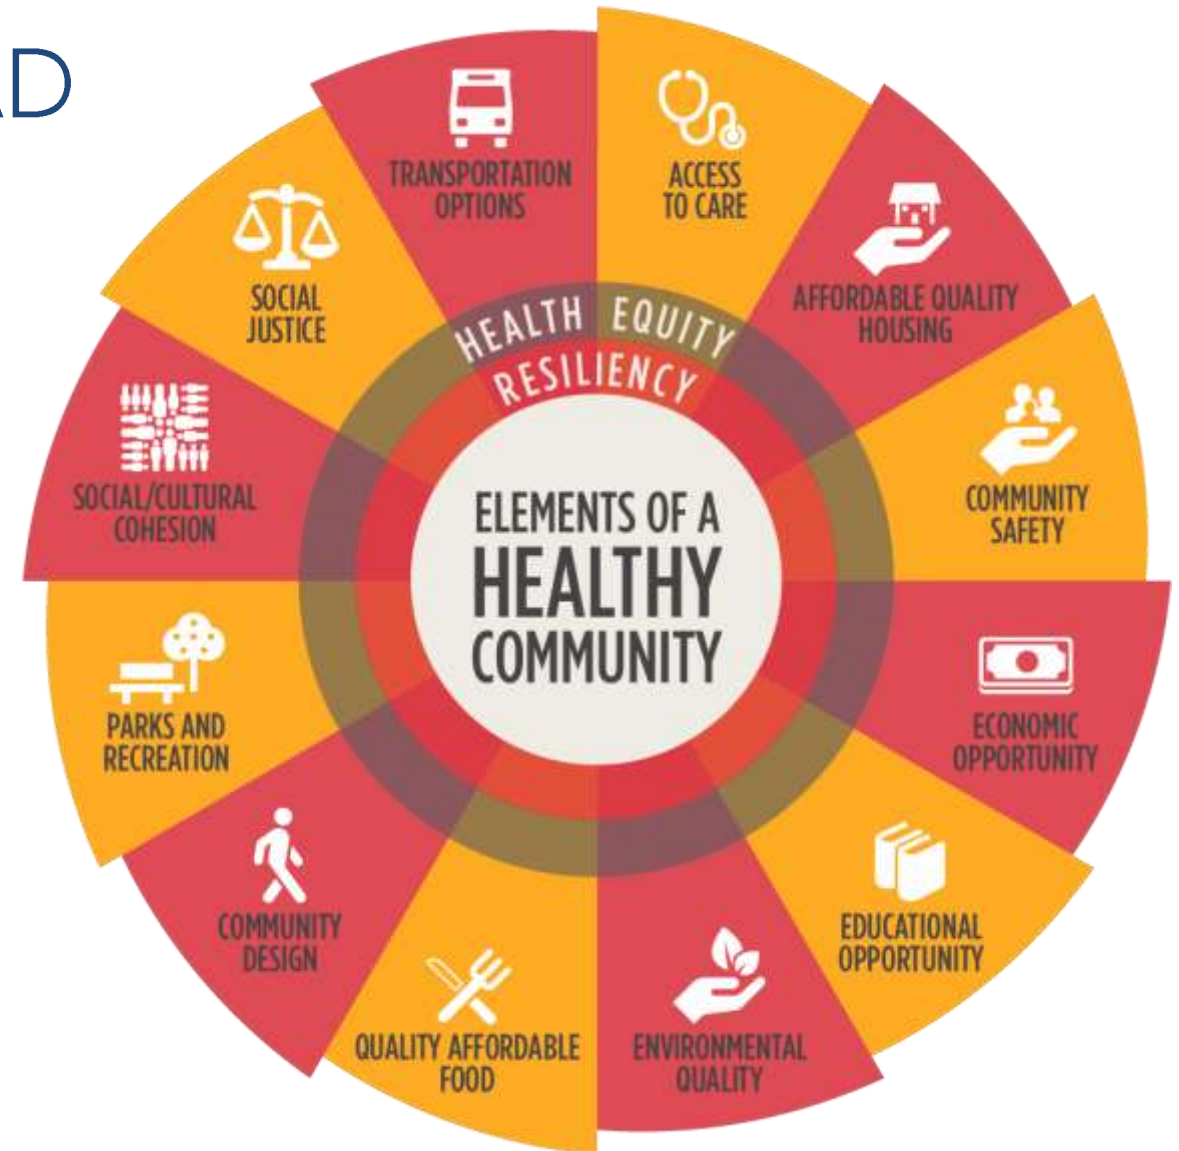 AD
TRANSPORTATION
OPTIONS
ACCESS
TO CARE
AFFORDABLE QUALITY
HOUSING
COMMUNITY
SAFETY
ECONOMIC
OPPORTUNITY
EDUCATIONAL
OPPORTUNITY
ENVIRONMENTAL
QUALITY
QUALITY AFFORDABLE
FOOD
COMMUNITY
DESIGN
PARKS AND
RECREATION
SOCIAL/CULTURAL
COHESION
SOCIAL
JUSTICE
HEALTH EQUITY
RESILIENCY
ELEMENTS OF A
HEALTHY
COMMUNITY